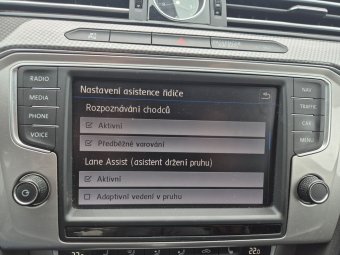 RADIO
MEDIA
PHONE
VOICE
Nastavení asistence řidiče
Rozpoznávání chodců
Aktivní
Předběžné varování
Lane Assist (asistent držení pruhu)
Aktivní
Adaptivní vedení v pruhu
NAV
TRAFFIC
CAR
MENU